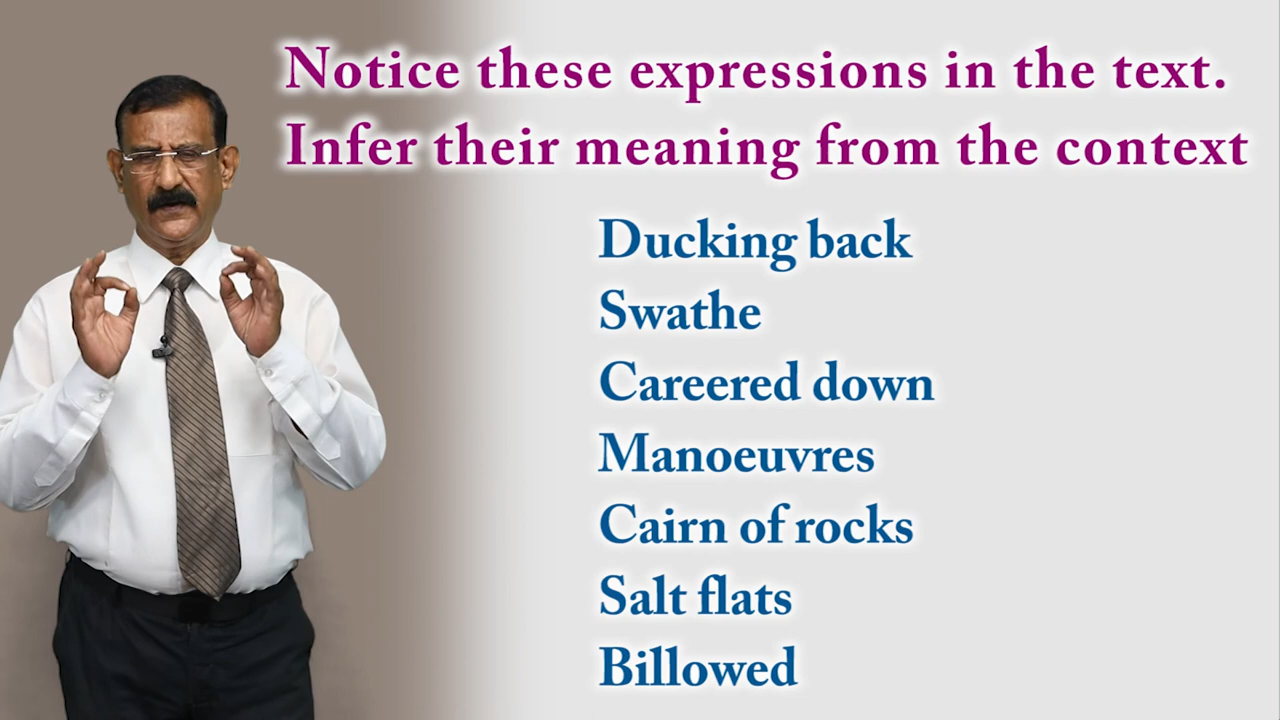 Notice these expressions in the text.
Infer their meaning from the context
Ducking back
Swathe
Careered down
Manoeuvres
Cairn of rocks
Salt flats
Billowed